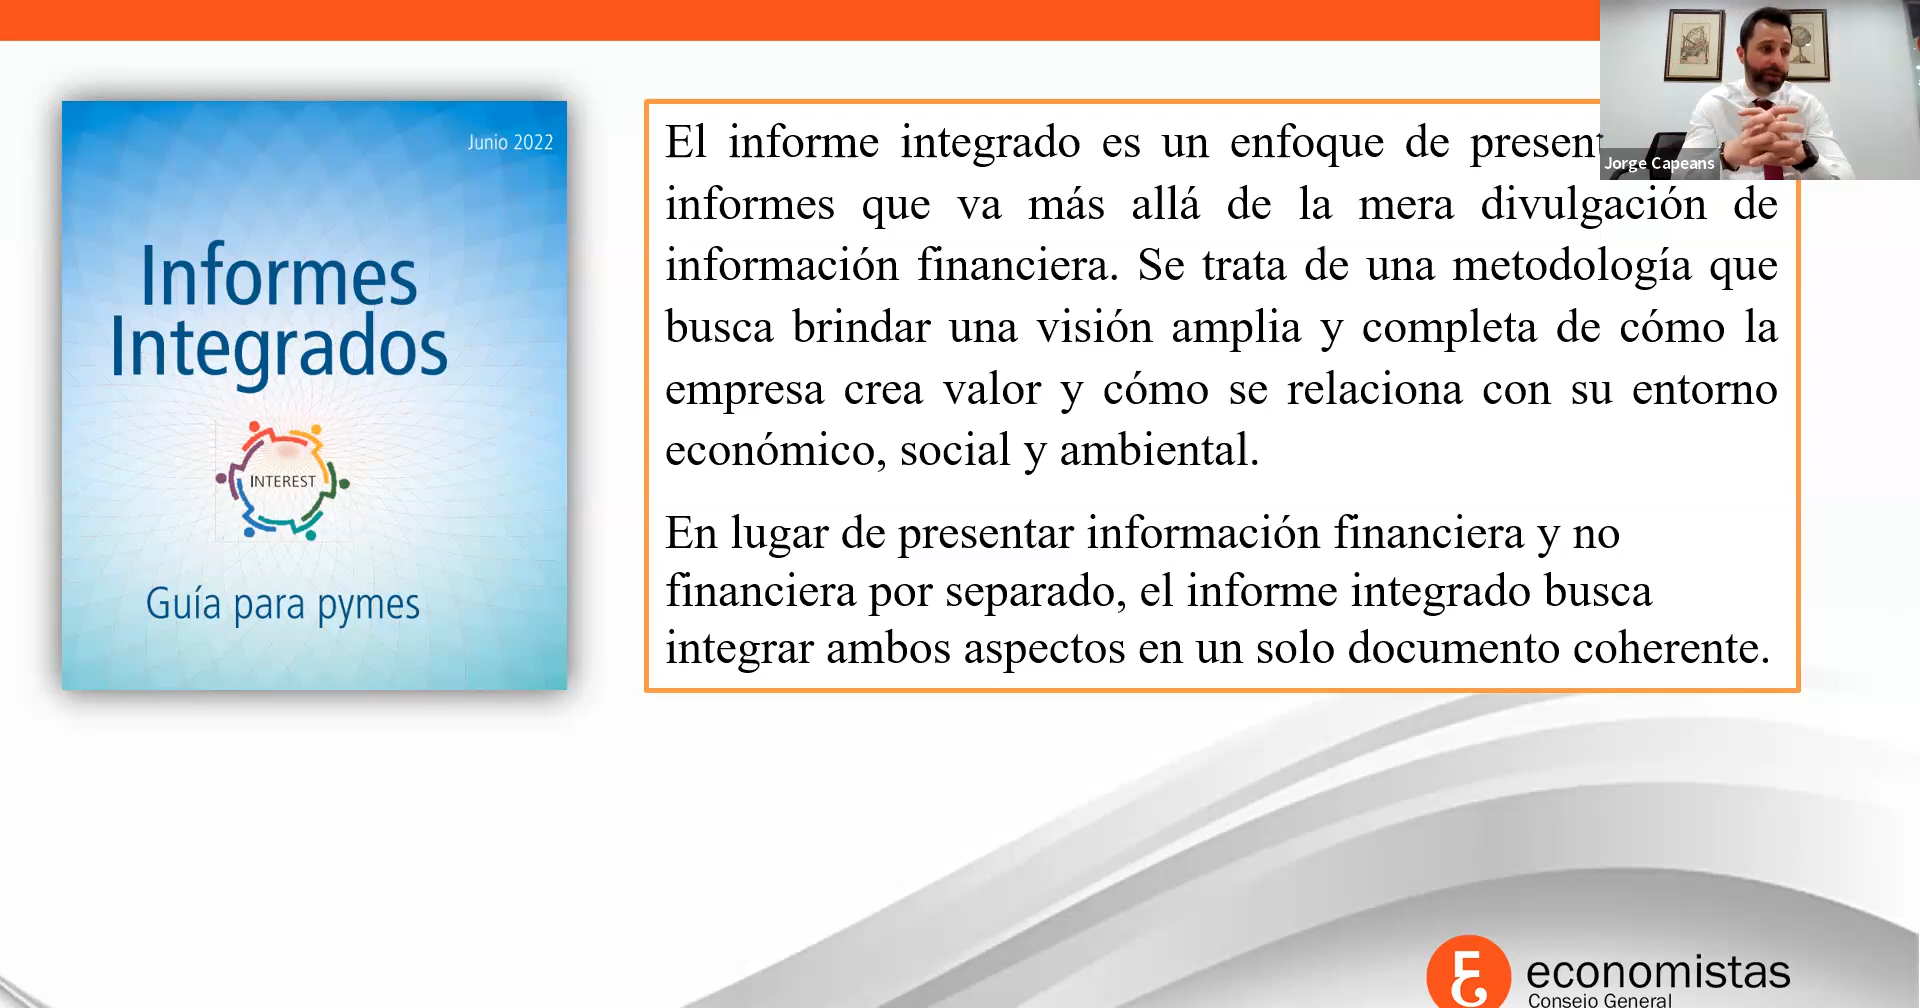 Junio 2022
Informes
Integrados
INTEREST
Guía para pymes
El informe integrado es un enfoque de
informes que va más allá de la mera divulgación de
información financiera. Se trata de una metodología que
busca brindar una visión amplia y completa de cómo la
empresa crea valor y cómo se relaciona con su entorno
económico, social y ambiental.
En lugar de presentar información financiera y no
financiera por separado, el informe integrado busca
integrar ambos aspectos en un solo documento coherente.
Jorge Capeans
economistas
Consejo General